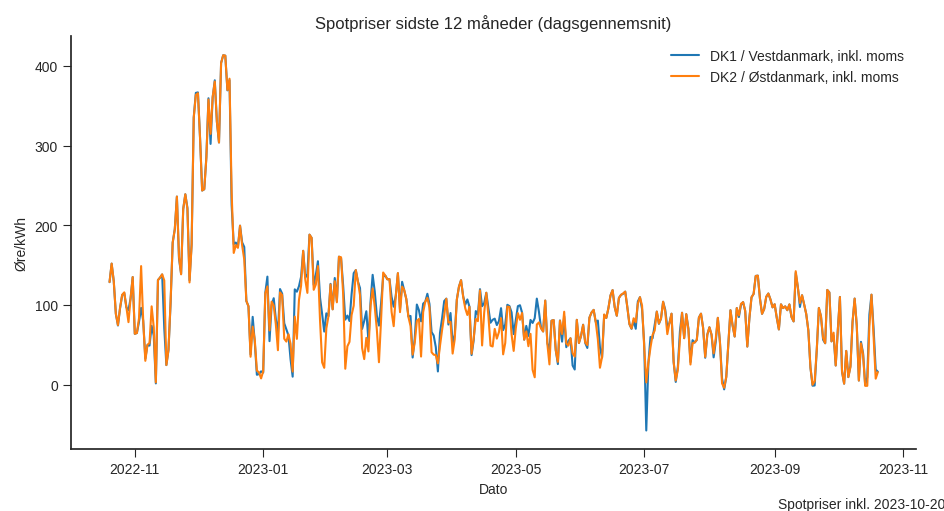 Spotpriser sidste 12 måneder (dagsgennemsnit)
DK1 / Vestdanmark, inkl. moms
DK2 / Østdanmark, inkl. moms
Øre/kWh
400
300
200
100
0
2022-11 2023-01 2023-03 2023-05 2023-07 2023-09 2023-11
Dato
Spotpriser inkl. 2023-10-20